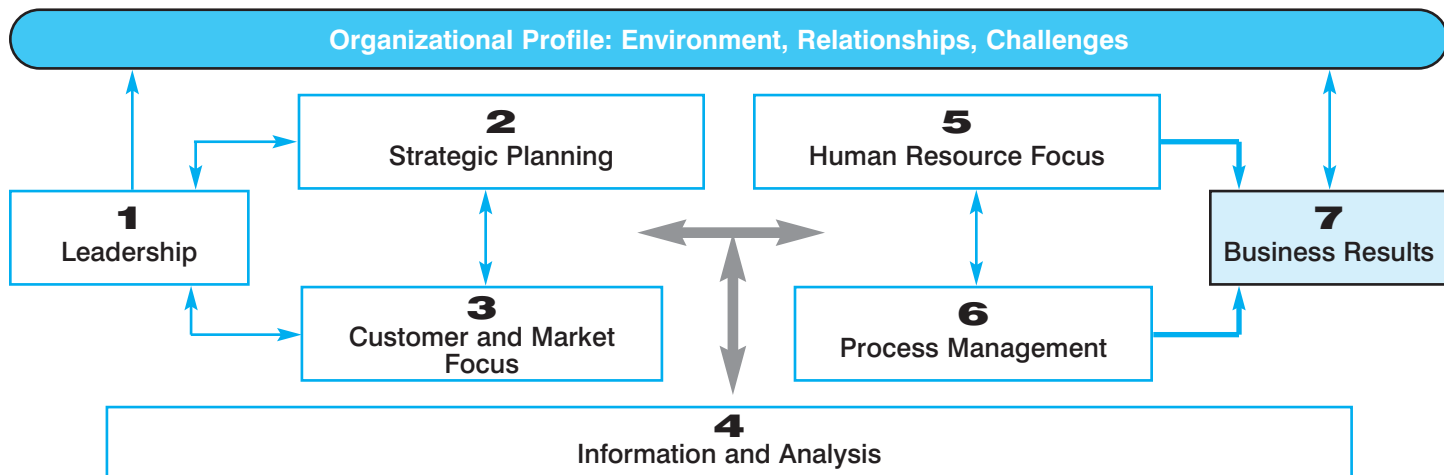 Organizational Profile: Environment, Relationships, Challenges
2
Strategic Planning
5
Human Resource Focus
1
Leadership
7
Business Results
3
Customer and Market
Focus
6
Process Management
4
Information and Analysis